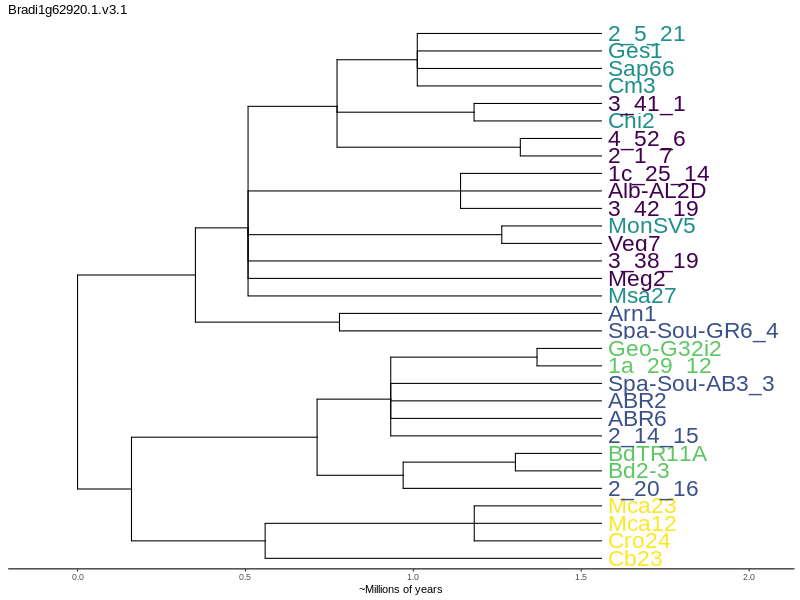 Bradi1g62920.1.v3.1
2_5_21
Ges1
Sap66
Cm3
3_41_1
Chi2
4_52_6
2_1_7
1c_25_14
Alb-AL2D
3_42_19
MonSV5
Veg7
3_38_19
Meg2
Msa27
Arn1
Spa-Sou-GR6_4
Geo-G32i2
1a_29_12
Spa-Sou-AB3_3
ABR2
ABR6
2_14_15
BdTR11A
Bd2-3
2_20_16
Mca23
Mca12
Cro24
Cb23
0.0 0.5 1.0 1.5 2.0
~Millions of years